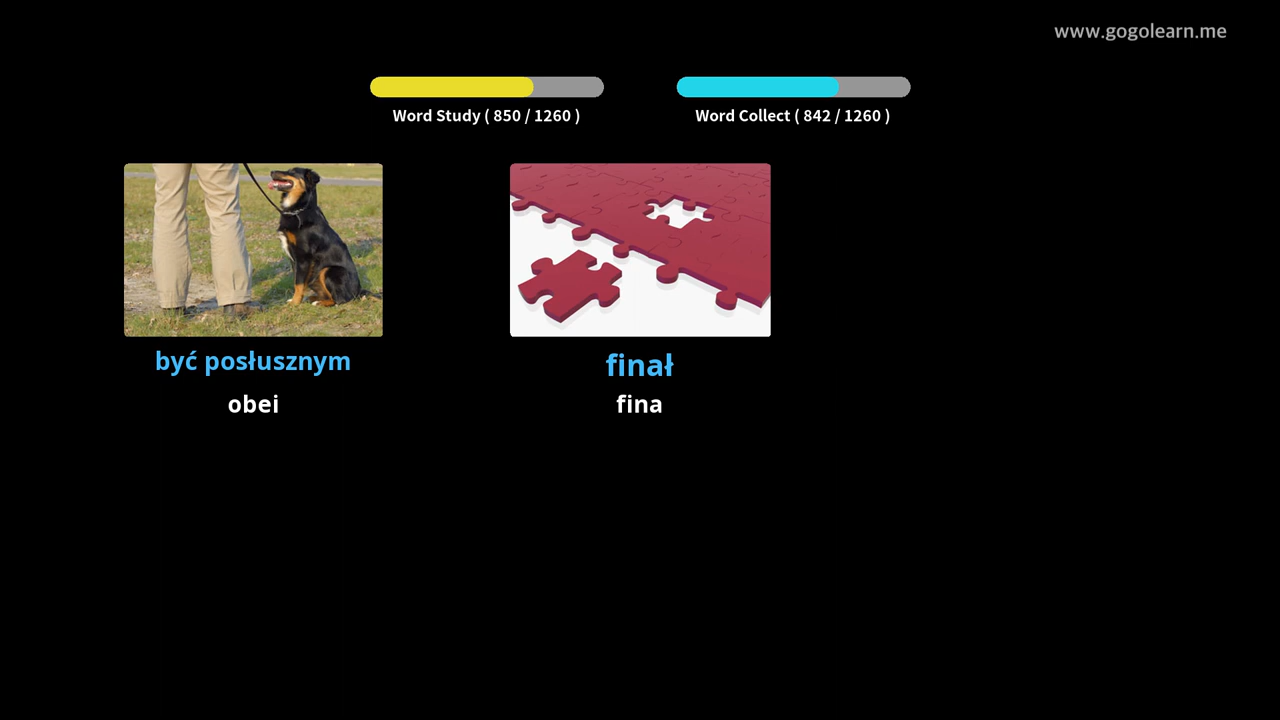 www.gogolearn.me
Word Study ( 850 / 1260 )
Word Collect ( 842 / 1260 )
być posłusznym
finał
obei
fina